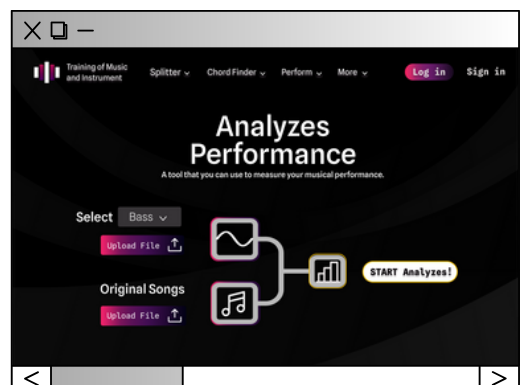 Training of Music
and Instrument
Splitter Chord Finder Perform More Log in Sign in
Analyzes
Performance
A tool that you can use to measure your musical performance.
Select Bass
Upload File
START Analyzes!
Original Songs
Upload File